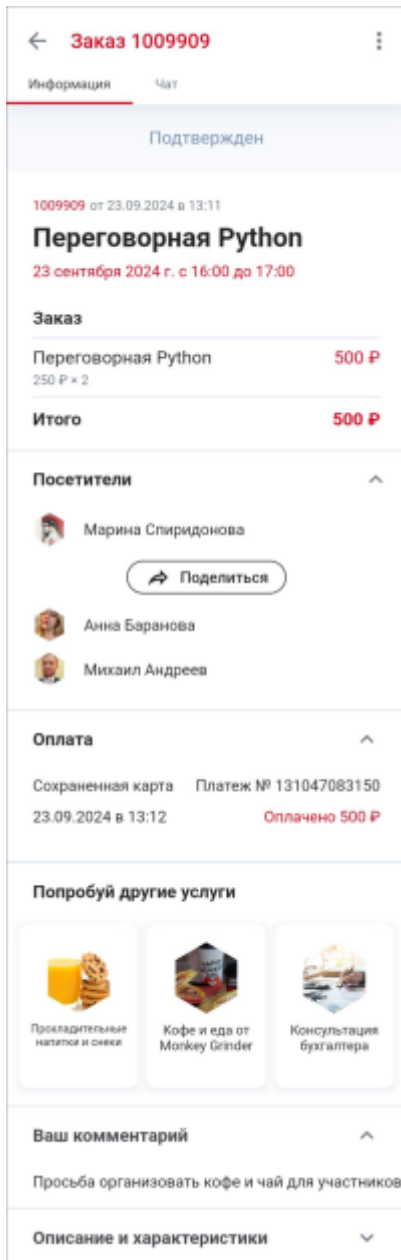 Заказ 1009909
Информация Чат
Подтвержден
1009909 от 23.09.2024 в 13:11
Переговорная Python
23 сентября 2024 г. с 16:00 до 17:00
Заказ
Переговорная Python 500 ₽
250 ₽ × 2
Итого 500 ₽
Посетители
Марина Спиридонова
Поделиться
Анна Баранова
Михаил Андреев
Оплата
Сохраненная карта Платеж № 131047083150
23.09.2024 в 13:12 Оплачено 500 ₽
Попробуй другие услуги
Прохладительные
напитки и снеки
Кофе и еда от
Monkey Grinder
Консультация
бухгалтера
Ваш комментарий
Просьба организовать кофе и чай для участников
Описание и характеристики